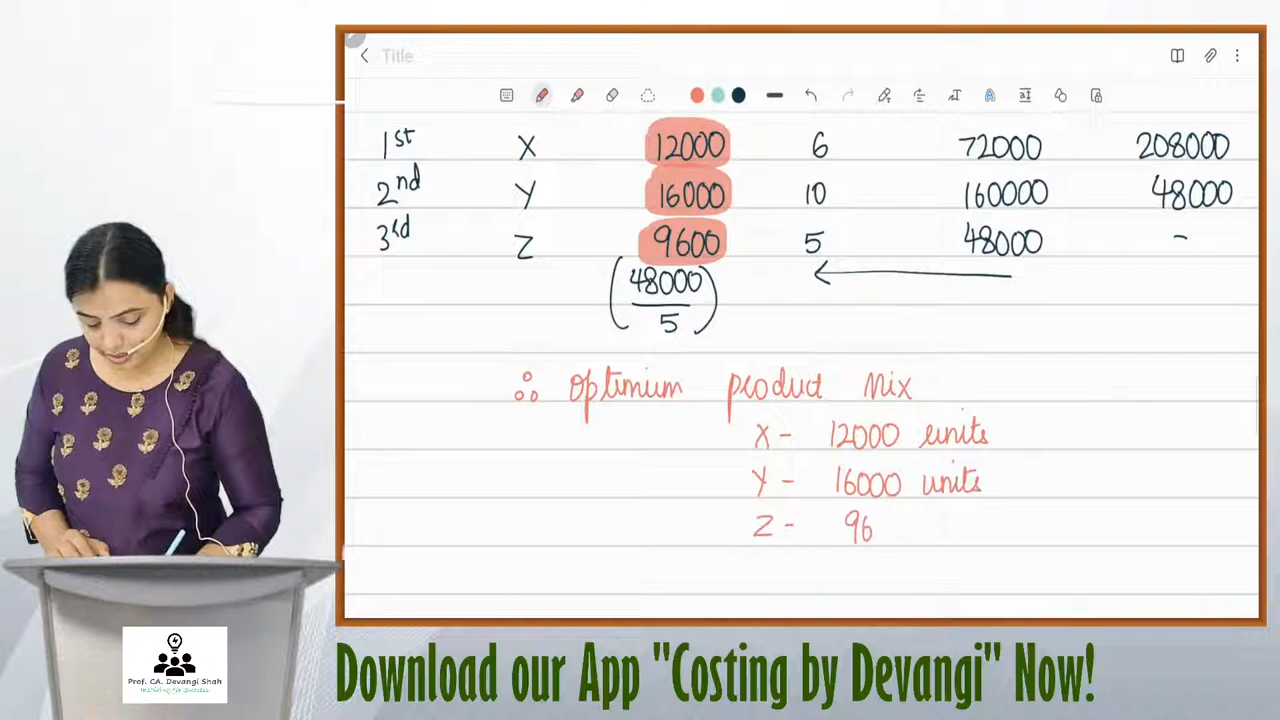 Title
1st X 12000 6 72000 208000
2nd Y 16000 10 160000 48000
3rd Z 9600 5 48000 -
(48000
5)
∴ optimium product Mix
X - 12000 units
Y - 16000 units
Z - 96
Prof. CA. Devangi Shah
Download our App "Costing by Devangi" Now!